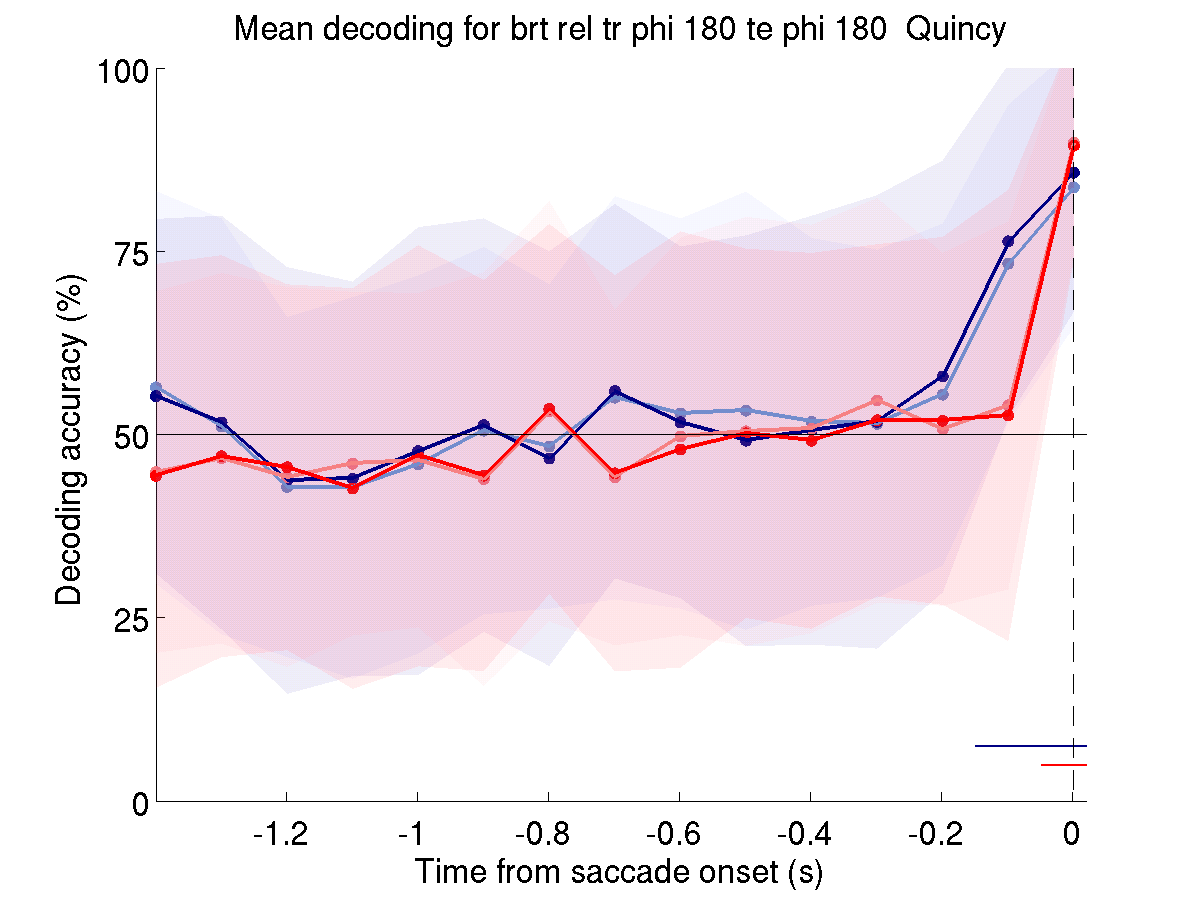 Mean decoding for brt rel tr phi 180 te phi 180  Quincy
100
75
50
25
0
Decoding accuracy (%)
-1.2 -1 -0.8 -0.6 -0.4 -0.2 0
Time from saccade onset (s)